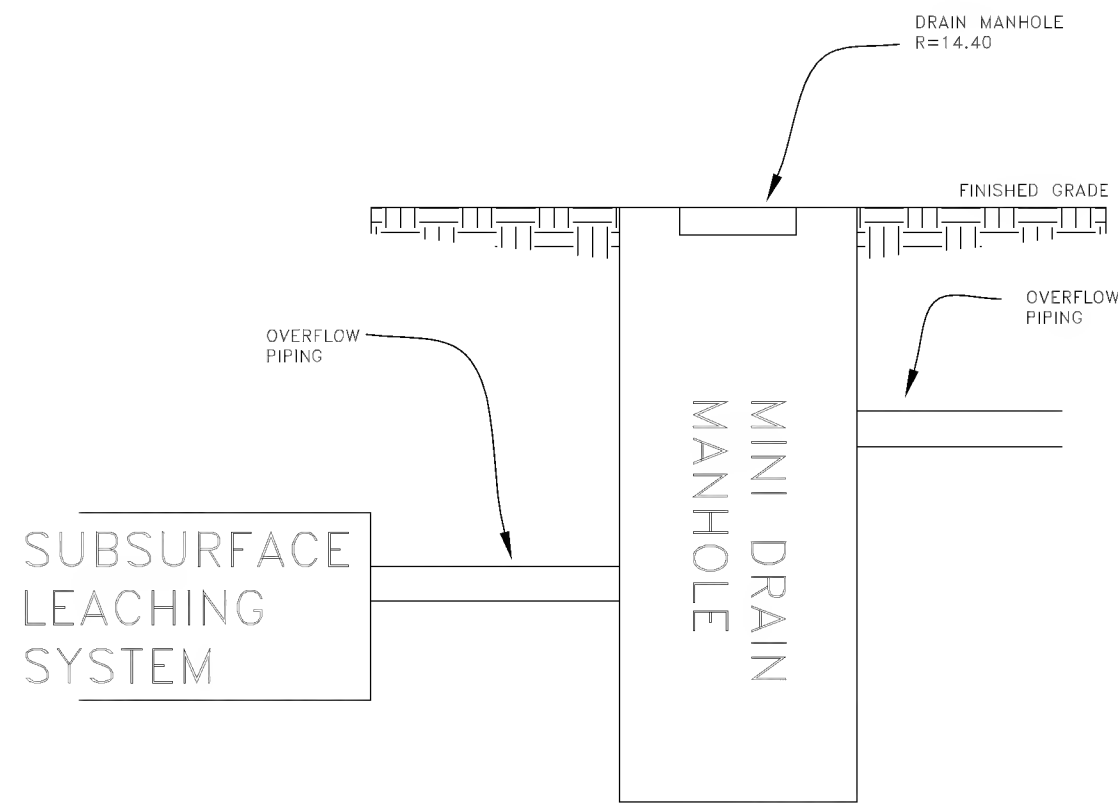 DRAIN MANHOLE
R=14.40
FINISHED GRADE
OVERFLOW
PIPING
OVERFLOW
PIPING
MINI DRAIN
MANHOLE
SUBSURFACE
LEACHING
SYSTEM